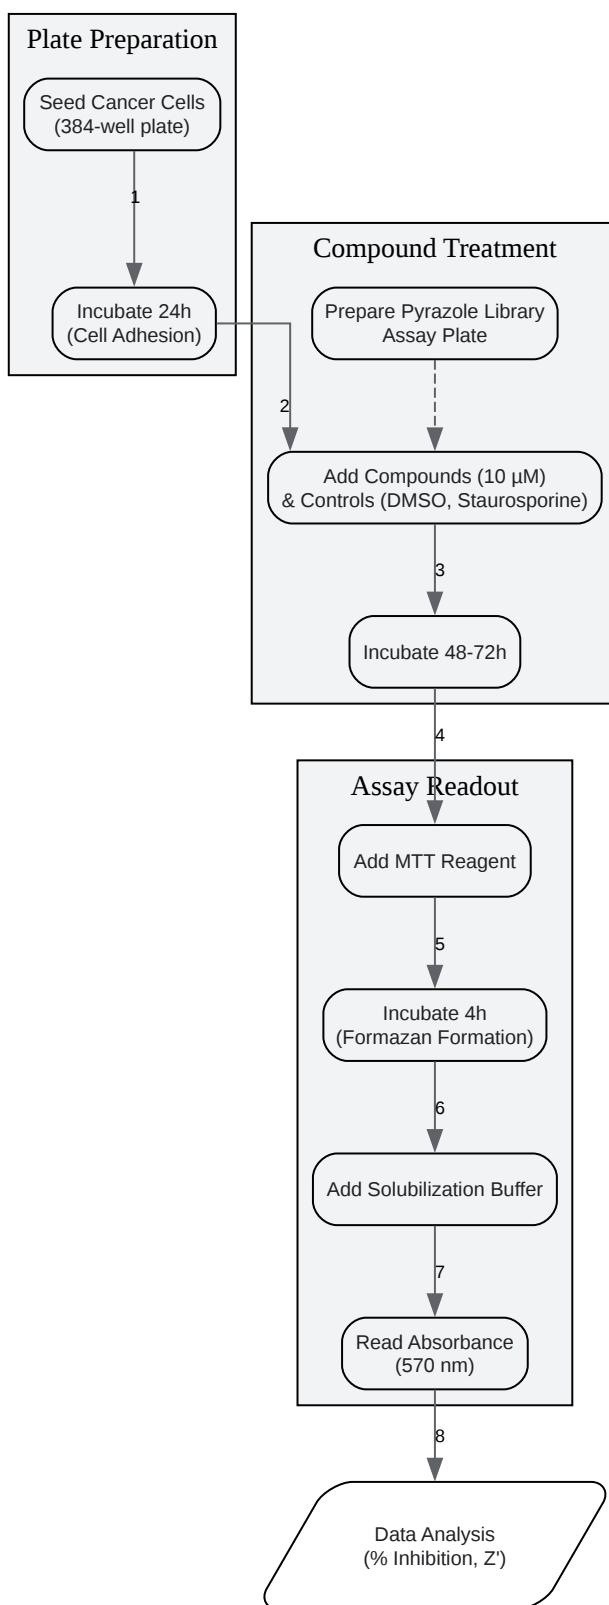 Plate Preparation
Seed Cancer Cells
(384-well plate)
1
Incubate 24h
(Cell Adhesion)
2
Compound Treatment
Prepare Pyrazole Library
Assay Plate
Add Compounds (10 µM)
& Controls (DMSO, Staurosporine)
3
Incubate 48-72h
4
Assay Readout
Add MTT Reagent
5
Incubate 4h
(Formazan Formation)
6
Add Solubilization Buffer
7
Read Absorbance
(570 nm)
8
Data Analysis
(% Inhibition, Z')